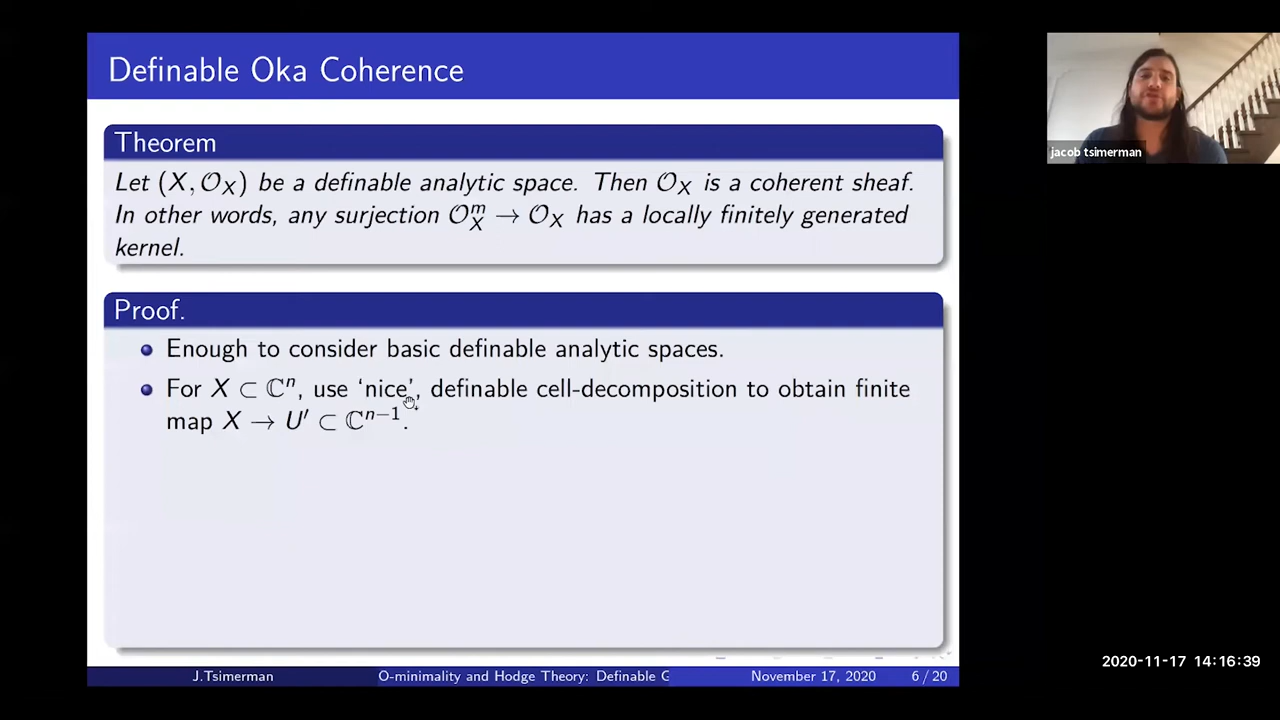 Definable Oka Coherence
jacob tsimerman
Theorem
Let (X, 𝒪_X) be a definable analytic space. Then 𝒪_X is a coherent sheaf.
In other words, any surjection 𝒪_X^m → 𝒪_X has a locally finitely generated
kernel.
Proof.
Enough to consider basic definable analytic spaces.
For X ⊂ ℂ^n, use ‘nice’, definable cell-decomposition to obtain finite
map X → U′ ⊂ ℂ^{n−1}.
J.Tsimerman O-minimality and Hodge Theory: Definable G November 17, 2020 6 / 20
2020-11-17 14:16:39